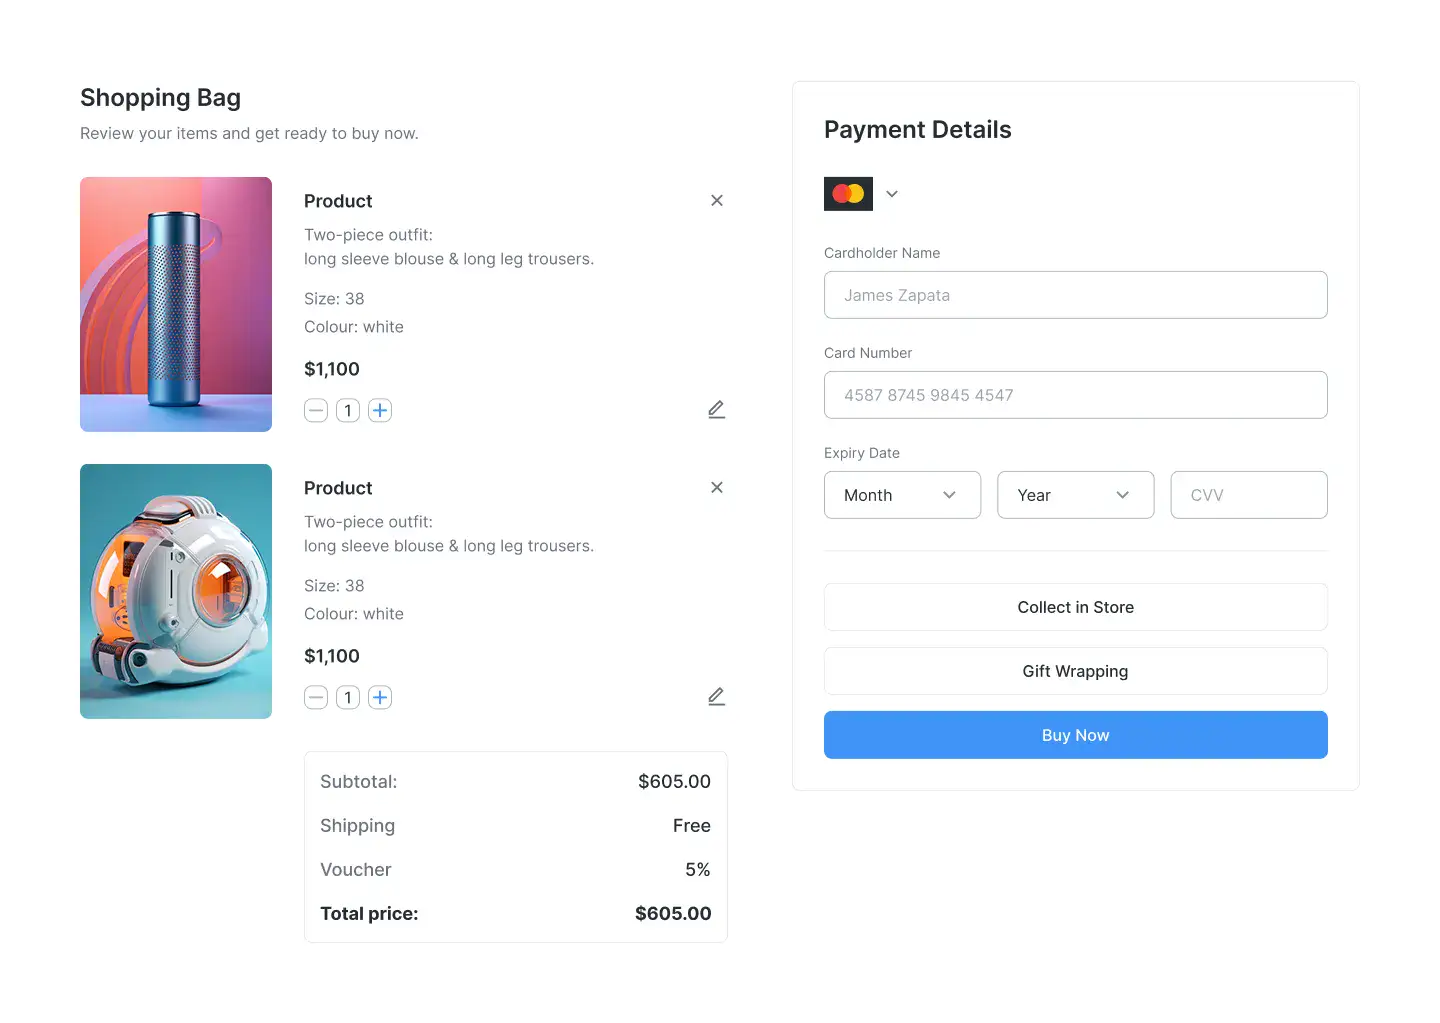 Shopping Bag
Review your items and get ready to buy now.
Product
Two-piece outfit:
long sleeve blouse & long leg trousers.
Size: 38
Colour: white
$1,100
1
Product
Two-piece outfit:
long sleeve blouse & long leg trousers.
Size: 38
Colour: white
$1,100
1
Subtotal: $605.00
Shipping Free
Voucher 5%
Total price: $605.00
Payment Details
Cardholder Name
James Zapata
Card Number
4587 8745 9845 4547
Expiry Date
Month Year CVV
Collect in Store
Gift Wrapping
Buy Now